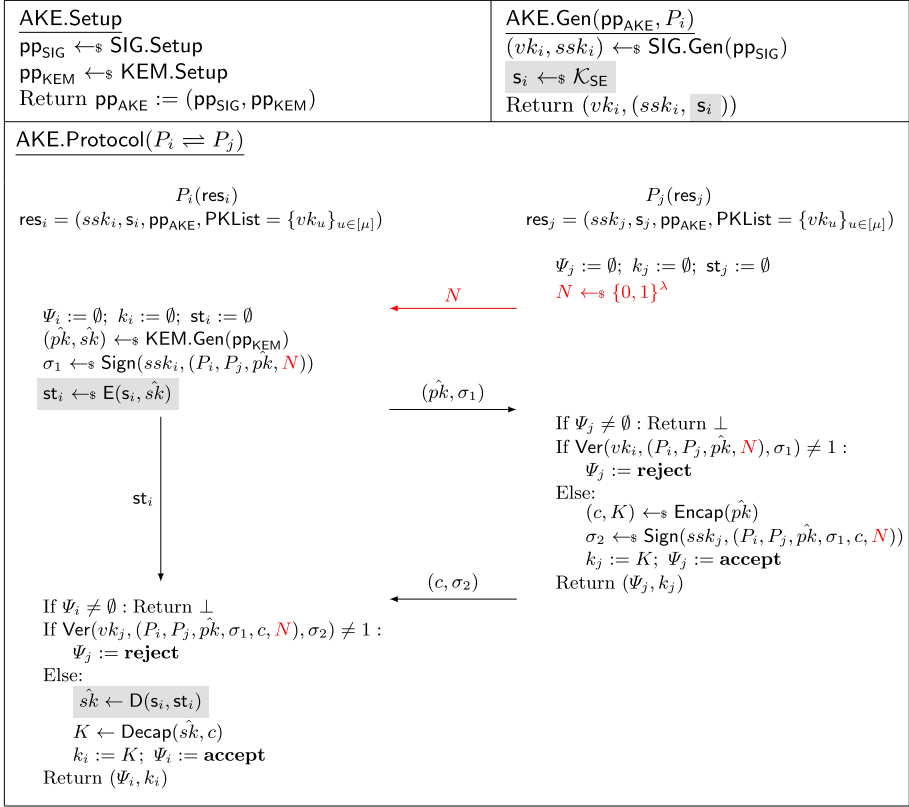 AKE.Setup
pp_SIG ←$ SIG.Setup
pp_KEM ←$ KEM.Setup
Return pp_AKE := (pp_SIG, pp_KEM)
AKE.Gen(pp_AKE, P_i)
(vk_i, ssk_i) ←$ SIG.Gen(pp_SIG)
s_i ←$ 𝒦_SE
Return (vk_i, (ssk_i, s_i))
AKE.Protocol(P_i ⇌ P_j)
P_i(res_i)
res_i = (ssk_i, s_i, pp_AKE, PKList = {vk_u}_{u∈[μ]})
P_j(res_j)
res_j = (ssk_j, s_j, pp_AKE, PKList = {vk_u}_{u∈[μ]})
Ψ_j := ∅; k_j := ∅; st_j := ∅
N ←$ {0,1}^λ
N
Ψ_i := ∅; k_i := ∅; st_i := ∅
(p̂k, ŝk) ←$ KEM.Gen(pp_KEM)
σ_1 ←$ Sign(ssk_i, (P_i, P_j, p̂k, N))
st_i ←$ E(s_i, ŝk)
(p̂k, σ_1)
If Ψ_j ≠ ∅ : Return ⊥
If Ver(vk_i, (P_i, P_j, p̂k, N), σ_1) ≠ 1 :
Ψ_j := reject
Else:
(c, K) ←$ Encap(p̂k)
σ_2 ←$ Sign(ssk_j, (P_i, P_j, p̂k, σ_1, c, N))
k_j := K; Ψ_j := accept
Return (Ψ_j, k_j)
st_i
(c, σ_2)
If Ψ_i ≠ ∅ : Return ⊥
If Ver(vk_j, (P_i, P_j, p̂k, σ_1, c, N), σ_2) ≠ 1 :
Ψ_j := reject
Else:
ŝk ← D(s_i, st_i)
K ← Decap(ŝk, c)
k_i := K; Ψ_i := accept
Return (Ψ_i, k_i)